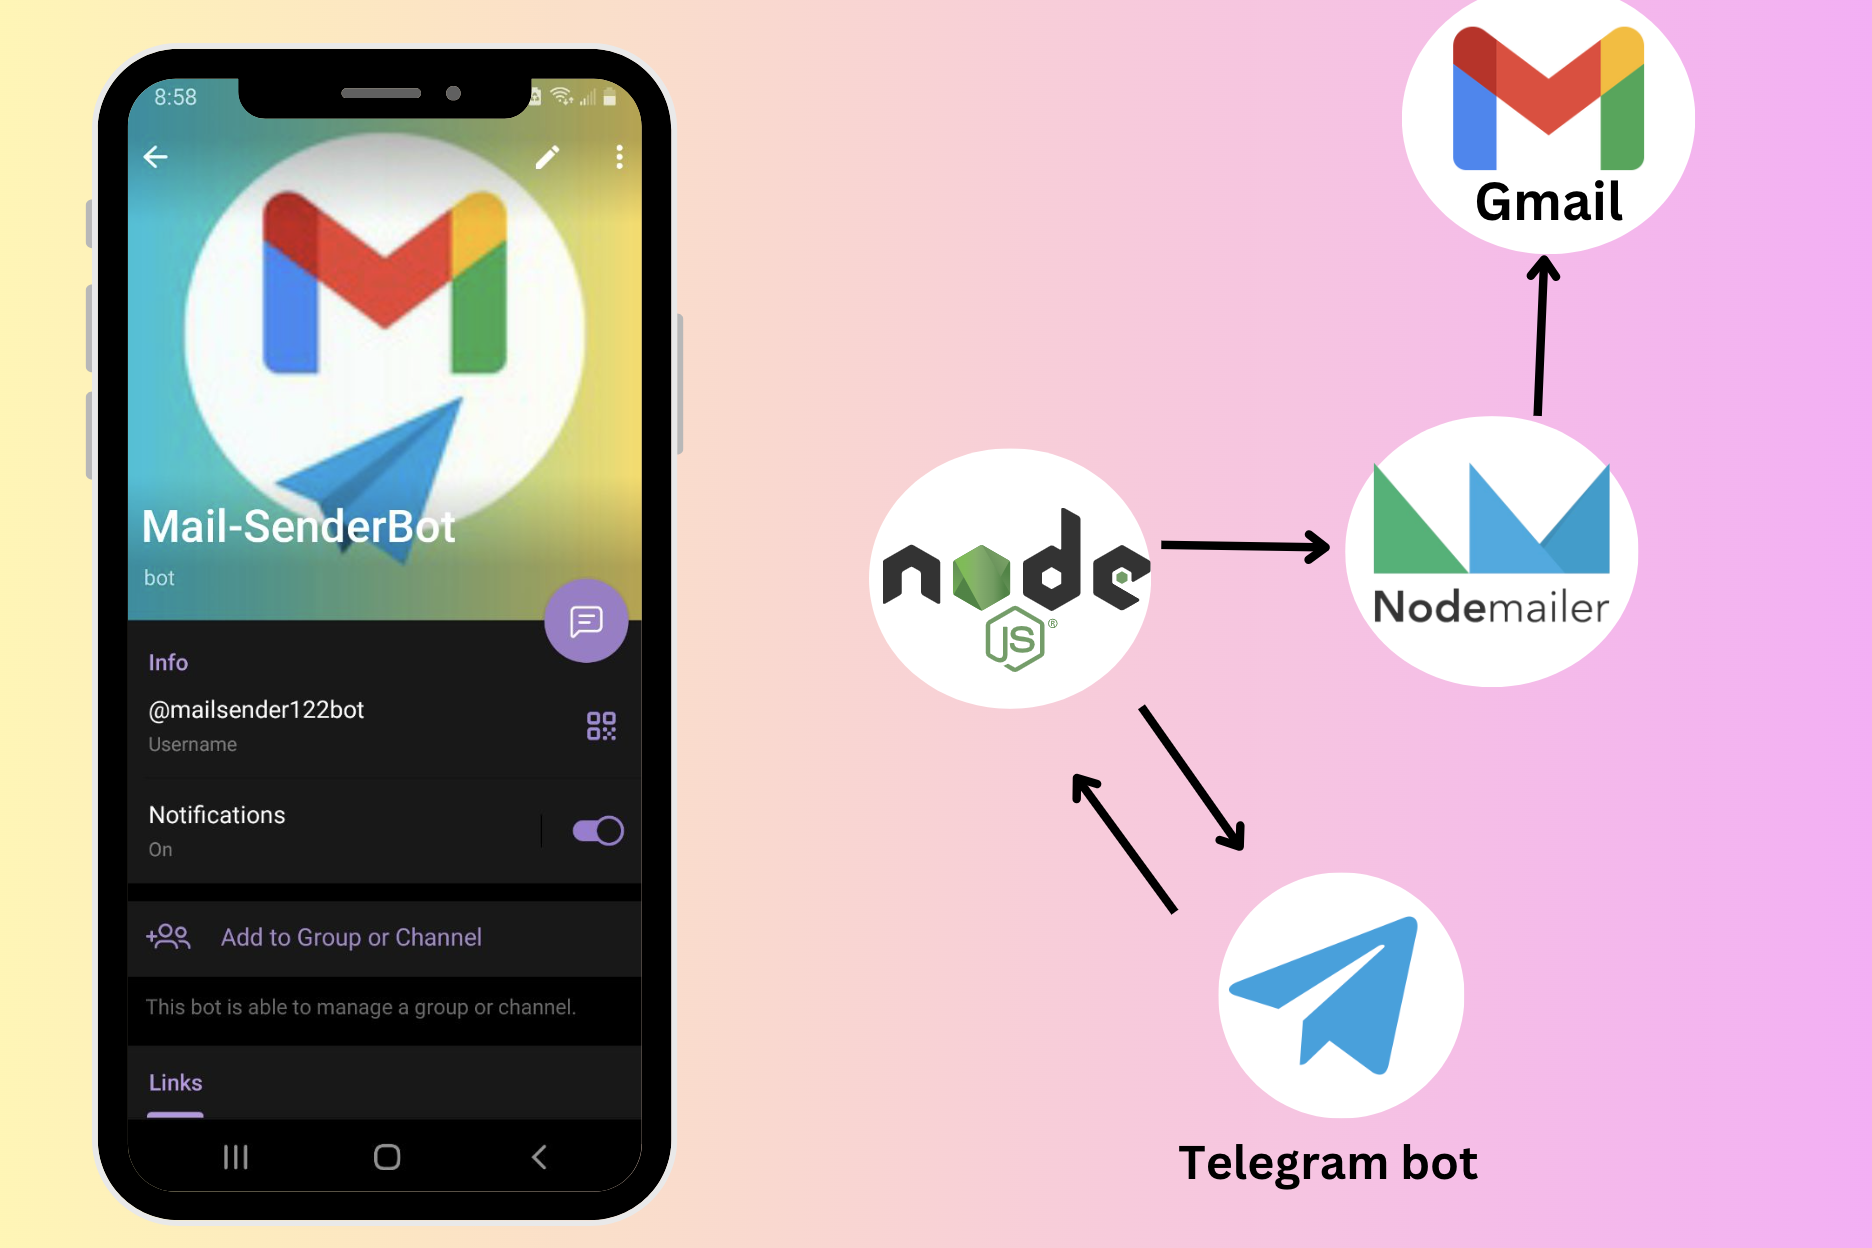 8:58
Mail-SenderBot
bot
Info
@mailsender122bot
Username
Notifications
On
Add to Group or Channel
This bot is able to manage a group or channel.
Links
Gmail
node
JS®
Nodemailer
Telegram bot